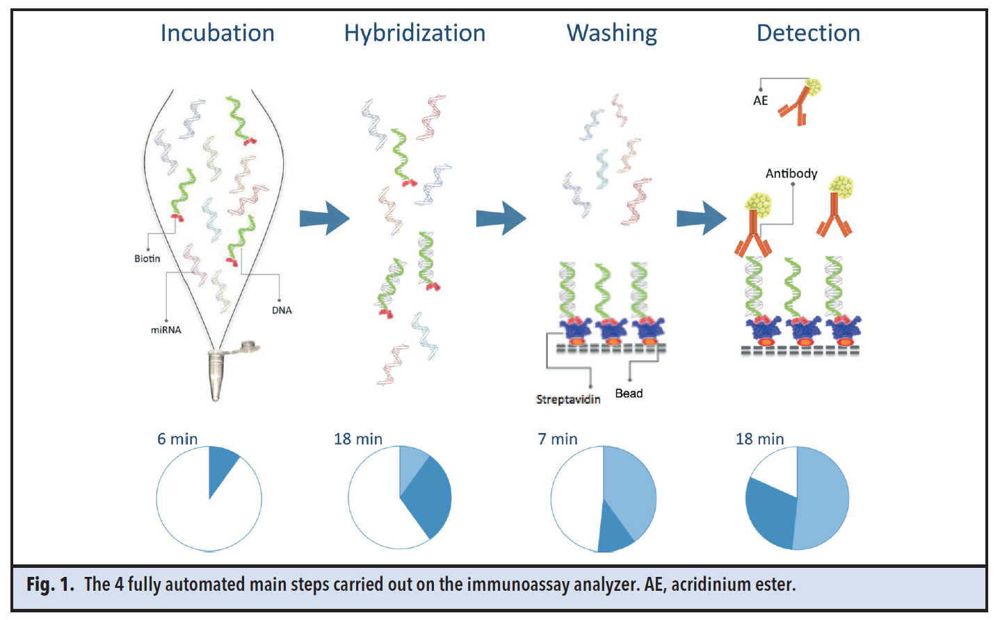 Incubation
Hybridization
Washing
Detection
AE
Antibody
Biotin
DNA
miRNA
Streptavidin
Bead
6 min
18 min
7 min
18 min
Fig. 1. The 4 fully automated main steps carried out on the immunoassay analyzer. AE, acridinium ester.